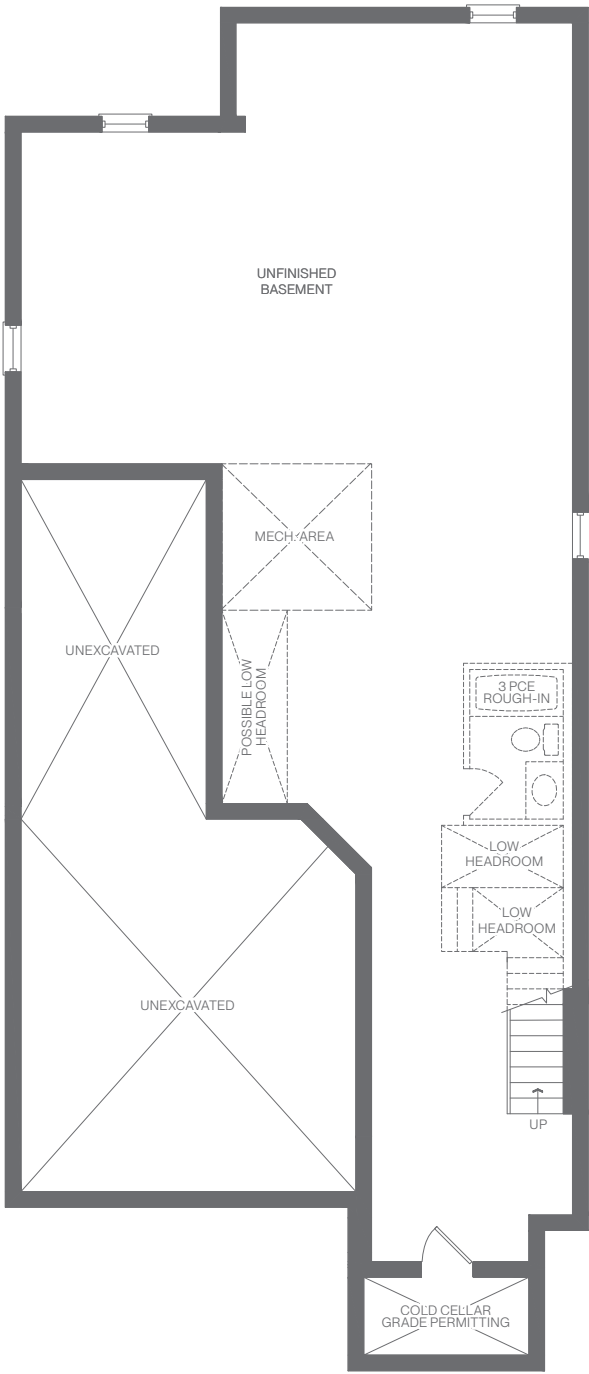 UNFINISHED
BASEMENT
MECH. AREA
UNEXCAVATED
POSSIBLE LOW
HEADROOM
3 PCE
ROUGH-IN
LOW
HEADROOM
LOW
HEADROOM
UNEXCAVATED
UP
COLD CELLAR
GRADE PERMITTING